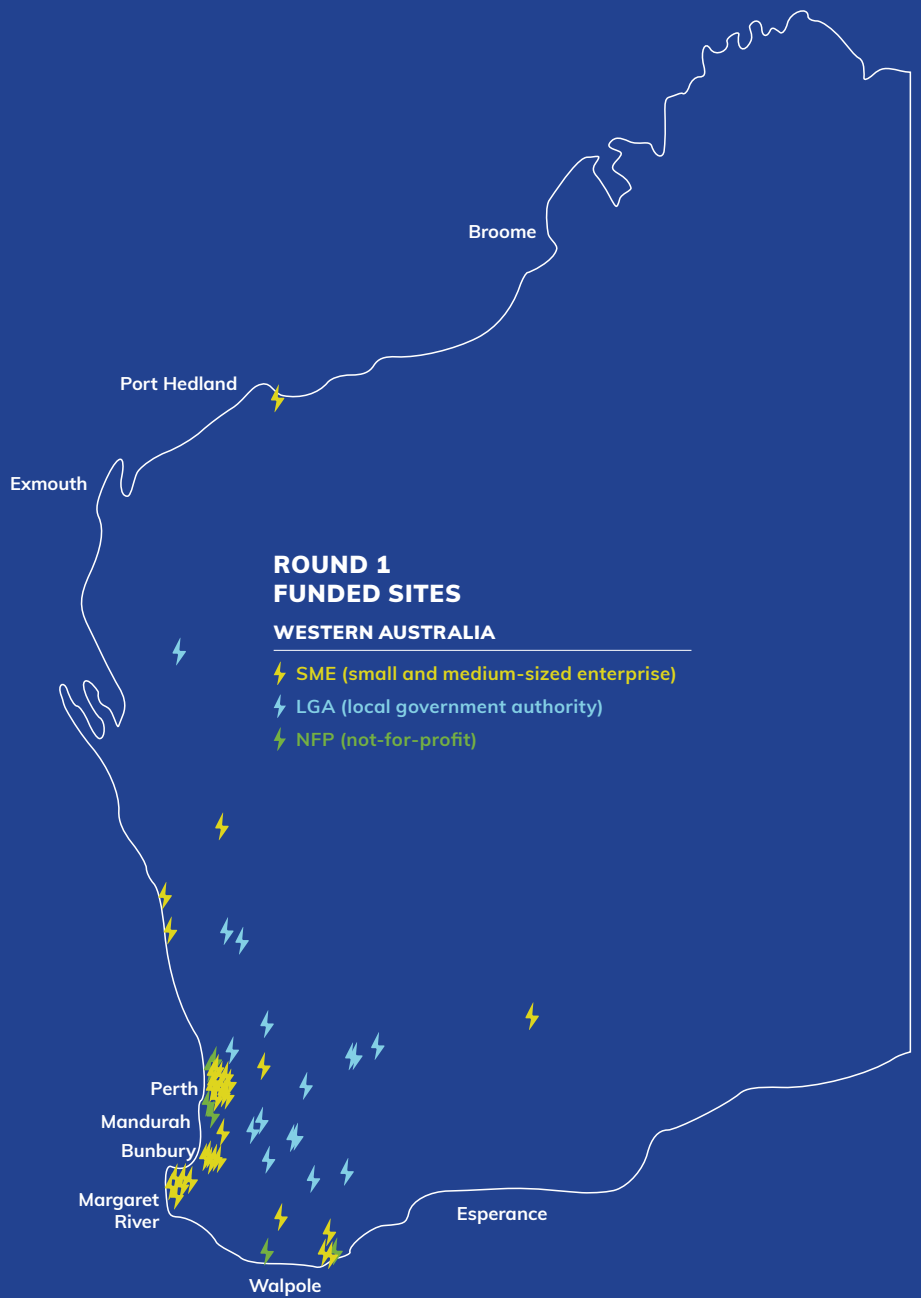 Broome
Port Hedland
Exmouth
ROUND 1
FUNDED SITES
WESTERN AUSTRALIA
SME (small and medium-sized enterprise)
LGA (local government authority)
NFP (not-for-profit)
Perth
Mandurah
Bunbury
Margaret
River
Esperance
Walpole